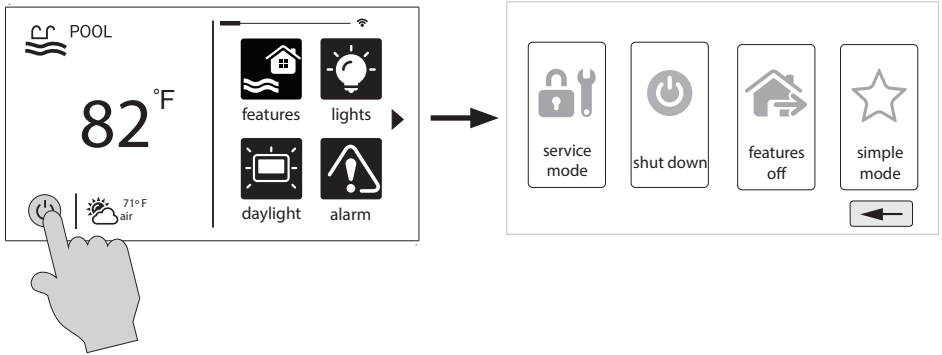 POOL
82°F
71° F
air
features
lights
daylight
alarm
service
mode
shut down
features
off
simple
mode